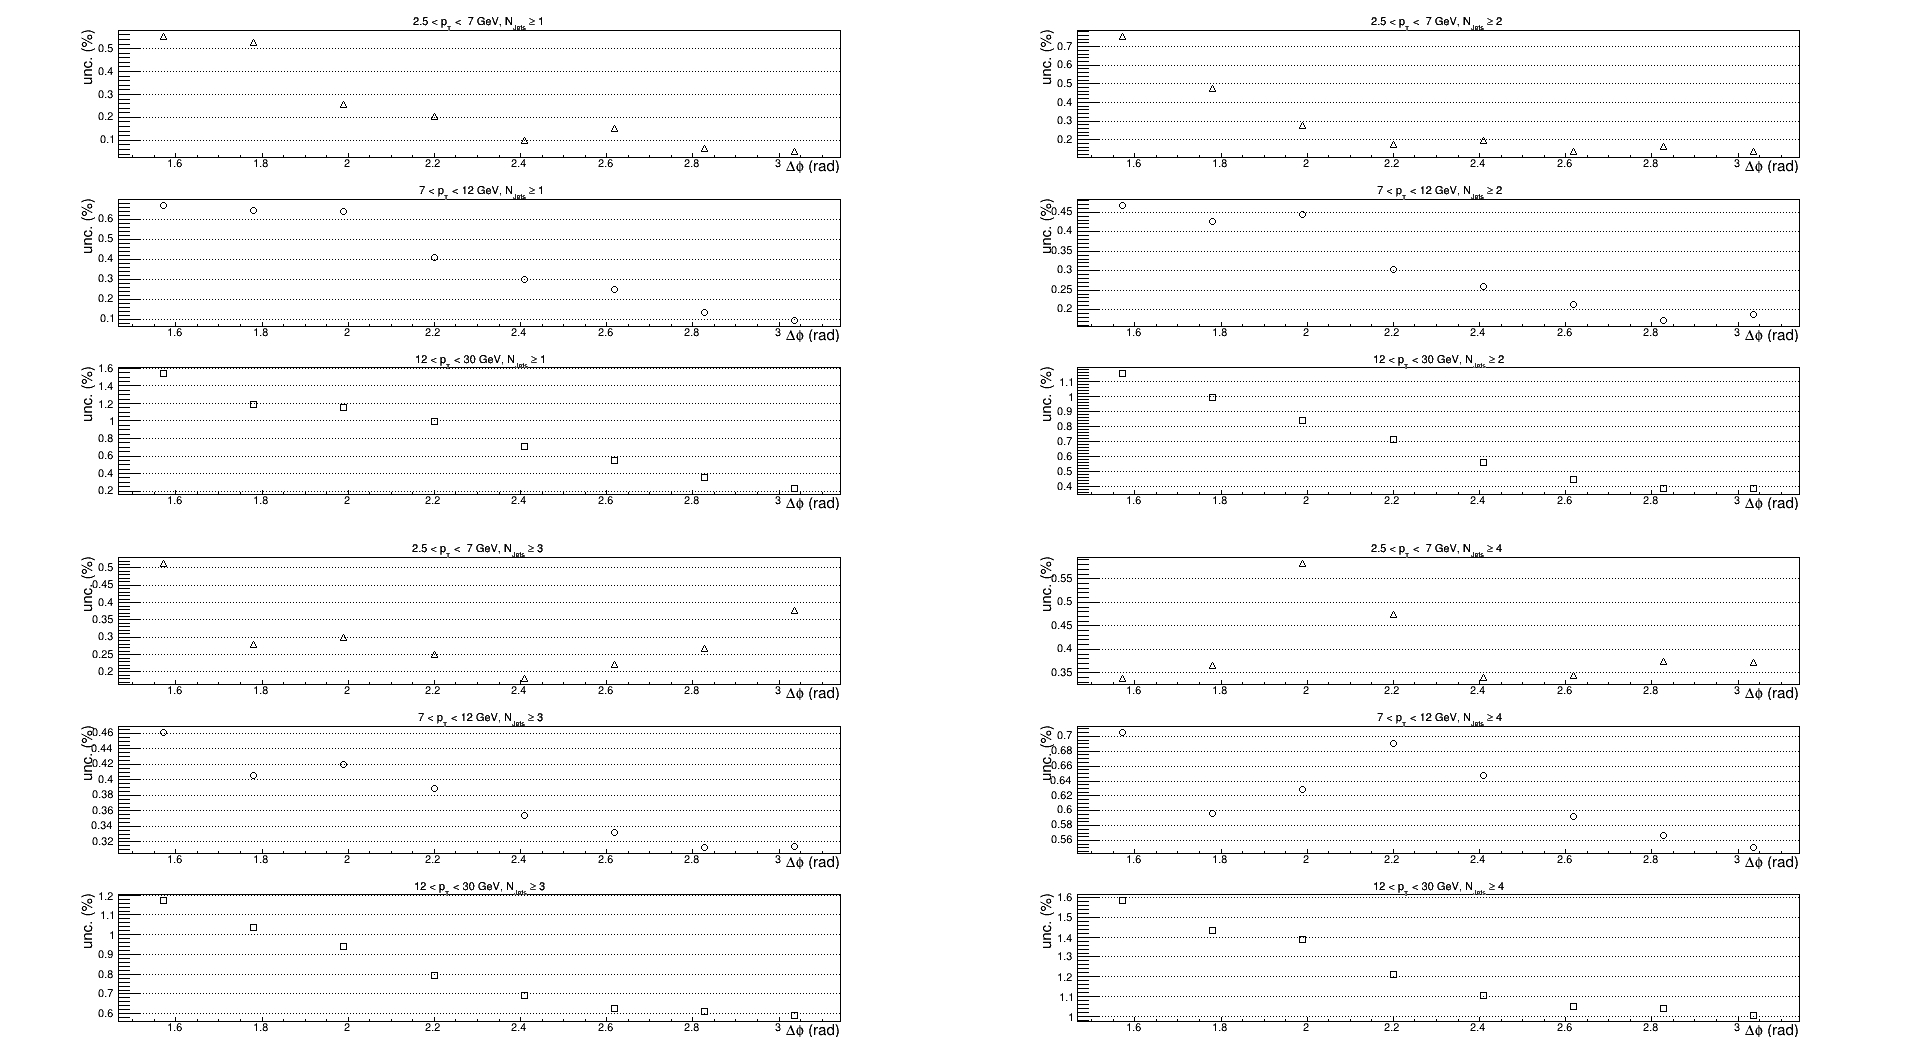 2.5 < p_T < 7 GeV, N_Jets ≥ 1
unc. (%)
0.5
0.4
0.3
0.2
0.1
1.6 1.8 2 2.2 2.4 2.6 2.8 3 Δϕ (rad)
7 < p_T < 12 GeV, N_Jets ≥ 1
unc. (%)
0.6
0.5
0.4
0.3
0.2
0.1
1.6 1.8 2 2.2 2.4 2.6 2.8 3 Δϕ (rad)
12 < p_T < 30 GeV, N_Jets ≥ 1
unc. (%)
1.6
1.4
1.2
1
0.8
0.6
0.4
0.2
1.6 1.8 2 2.2 2.4 2.6 2.8 3 Δϕ (rad)
2.5 < p_T < 7 GeV, N_Jets ≥ 2
unc. (%)
0.7
0.6
0.5
0.4
0.3
0.2
1.6 1.8 2 2.2 2.4 2.6 2.8 3 Δϕ (rad)
7 < p_T < 12 GeV, N_Jets ≥ 2
unc. (%)
0.45
0.4
0.35
0.3
0.25
0.2
1.6 1.8 2 2.2 2.4 2.6 2.8 3 Δϕ (rad)
12 < p_T < 30 GeV, N_Jets ≥ 2
unc. (%)
1.1
1
0.9
0.8
0.7
0.6
0.5
0.4
1.6 1.8 2 2.2 2.4 2.6 2.8 3 Δϕ (rad)
2.5 < p_T < 7 GeV, N_Jets ≥ 3
unc. (%)
0.5
0.45
0.4
0.35
0.3
0.25
0.2
1.6 1.8 2 2.2 2.4 2.6 2.8 3 Δϕ (rad)
7 < p_T < 12 GeV, N_Jets ≥ 3
unc. (%)
0.46
0.44
0.42
0.4
0.38
0.36
0.34
0.32
1.6 1.8 2 2.2 2.4 2.6 2.8 3 Δϕ (rad)
12 < p_T < 30 GeV, N_Jets ≥ 3
unc. (%)
1.2
1.1
1
0.9
0.8
0.7
0.6
1.6 1.8 2 2.2 2.4 2.6 2.8 3 Δϕ (rad)
2.5 < p_T < 7 GeV, N_Jets ≥ 4
unc. (%)
0.55
0.5
0.45
0.4
0.35
1.6 1.8 2 2.2 2.4 2.6 2.8 3 Δϕ (rad)
7 < p_T < 12 GeV, N_Jets ≥ 4
unc. (%)
0.7
0.68
0.66
0.64
0.62
0.6
0.58
0.56
1.6 1.8 2 2.2 2.4 2.6 2.8 3 Δϕ (rad)
12 < p_T < 30 GeV, N_Jets ≥ 4
unc. (%)
1.6
1.5
1.4
1.3
1.2
1.1
1
1.6 1.8 2 2.2 2.4 2.6 2.8 3 Δϕ (rad)